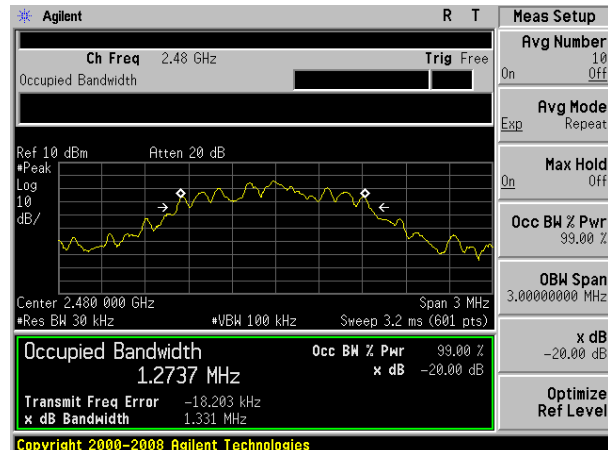 Agilent R T Meas Setup
Ch Freq 2.48 GHz Trig Free
Occupied Bandwidth
Ref 10 dBm Atten 20 dB
#Peak
Log
10
dB/
Center 2.480 000 GHz Span 3 MHz
#Res BW 30 kHz #VBW 100 kHz Sweep 3.2 ms (601 pts)
Occupied Bandwidth Occ BW % Pwr 99.00 %
1.2737 MHz x dB -20.00 dB
Transmit Freq Error -18.203 kHz
x dB Bandwidth 1.331 MHz
Copyright 2000-2008 Agilent Technologies
Avg Number
10
On Off
Avg Mode
Exp Repeat
Max Hold
On Off
Occ BW % Pwr
99.00 %
OBW Span
3.00000000 MHz
x dB
-20.00 dB
Optimize
Ref Level